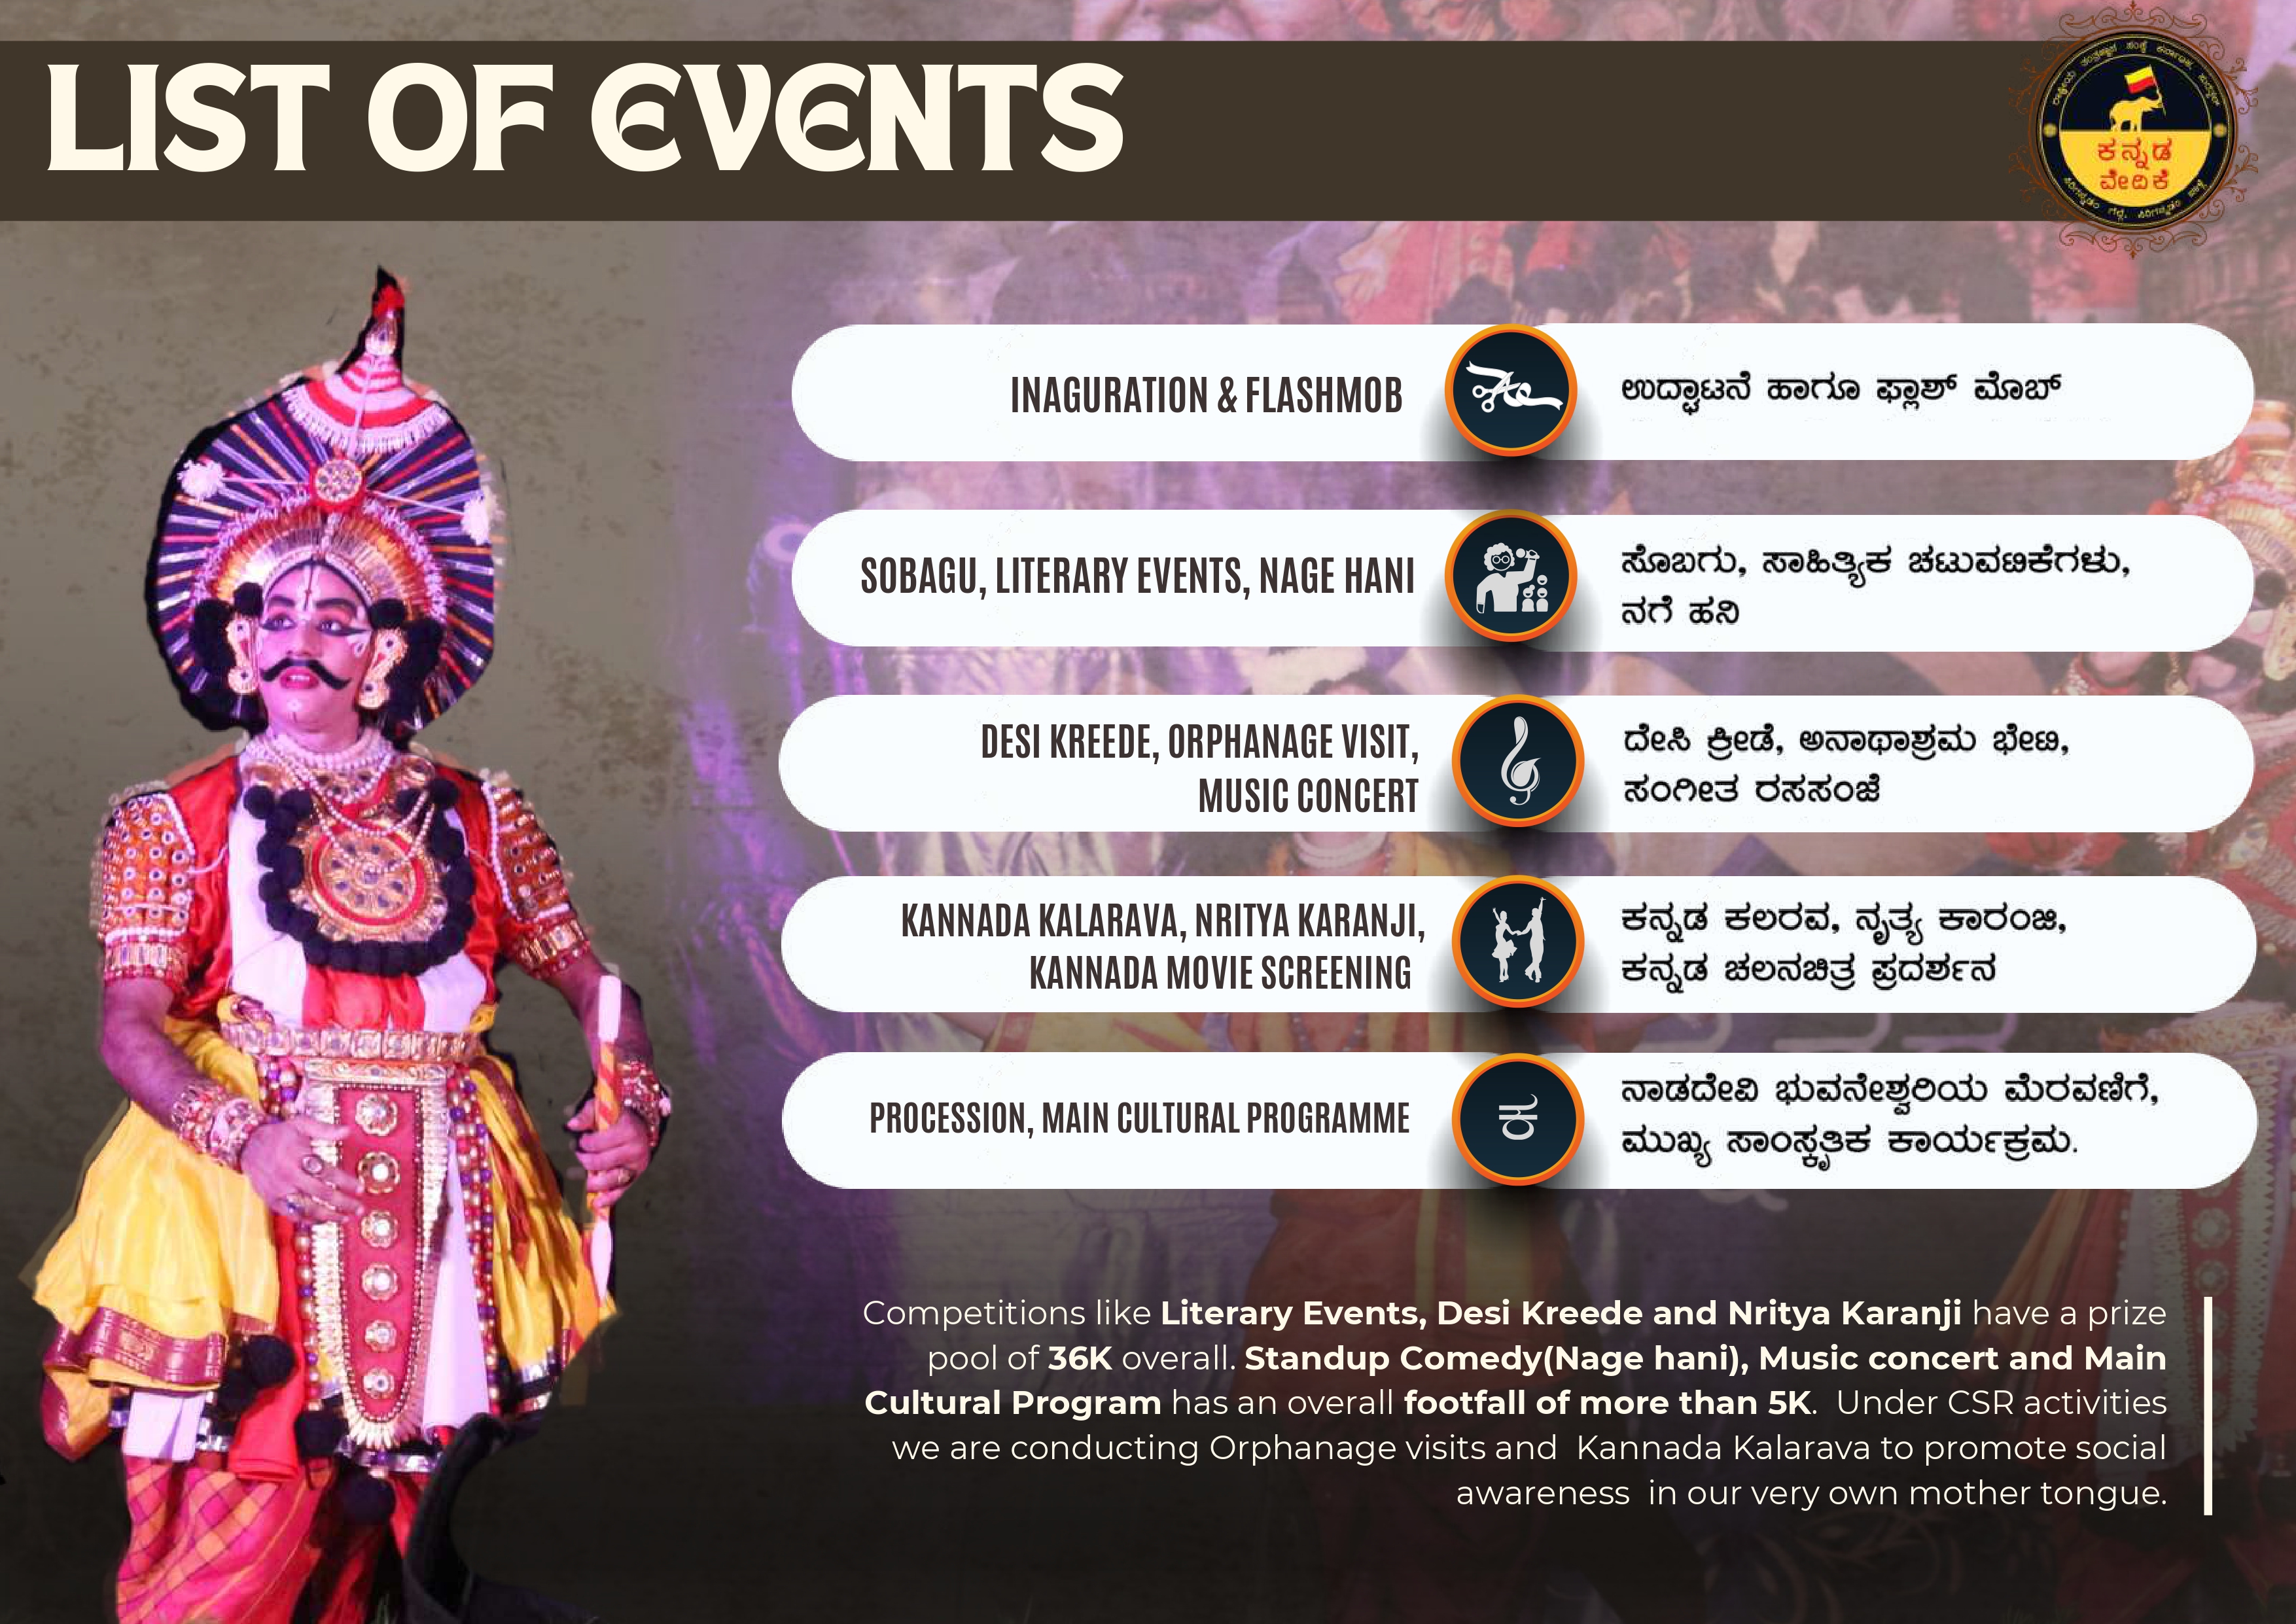 LIST OF EVENTS
ಕನ್ನಡ
ವೇದಿಕೆ
INAGURATION & FLASHMOB
ಉದ್ಘಾಟನೆ ಹಾಗೂ ಫ್ಲಾಶ್ ಮೊಬ್
SOBAGU, LITERARY EVENTS, NAGE HANI
ಸೊಬಗು, ಸಾಹಿತ್ಯಿಕ ಚಟುವಟಿಕೆಗಳು,
ನಗೆ ಹನಿ
DESI KREEDE, ORPHANAGE VISIT,
MUSIC CONCERT
ದೇಸಿ ಕ್ರೀಡೆ, ಅನಾಥಾಶ್ರಮ ಭೇಟಿ,
ಸಂಗೀತ ರಸಸಂಜೆ
KANNADA KALARAVA, NRITYA KARANJI,
KANNADA MOVIE SCREENING
ಕನ್ನಡ ಕಲರವ, ನೃತ್ಯ ಕಾರಂಜಿ,
ಕನ್ನಡ ಚಲನಚಿತ್ರ ಪ್ರದರ್ಶನ
PROCESSION, MAIN CULTURAL PROGRAMME
ನಾಡದೇವಿ ಭುವನೇಶ್ವರಿಯ ಮೆರವಣಿಗೆ,
ಮುಖ್ಯ ಸಾಂಸ್ಕೃತಿಕ ಕಾರ್ಯಕ್ರಮ.
Competitions like Literary Events, Desi Kreede and Nritya Karanji have a prize
pool of 36K overall. Standup Comedy(Nage hani), Music concert and Main
Cultural Program has an overall footfall of more than 5K. Under CSR activities
we are conducting Orphanage visits and Kannada Kalarava to promote social
awareness in our very own mother tongue.